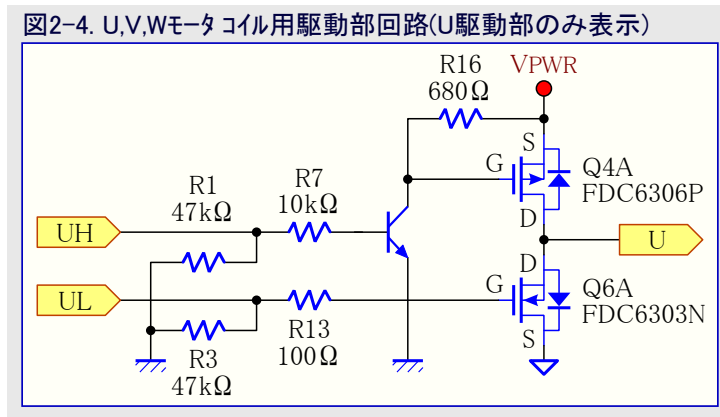 図2-4. U,V,Wモータ コイル用駆動部回路(U駆動部のみ表示)
R16
680Ω
VPWR
S
G
Q4A
FDC6306P
D
R1
47kΩ
R7
10kΩ
UH
U
D
G
Q6A
FDC6303N
S
UL
R13
100Ω
R3
47kΩ